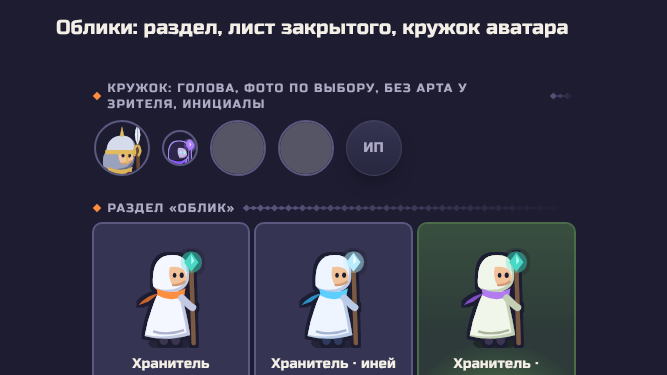 Облики: раздел, лист закрытого, кружок аватара
КРУЖОК: ГОЛОВА, ФОТО ПО ВЫБОРУ, БЕЗ АРТА У
ЗРИТЕЛЯ, ИНИЦИАЛЫ
ИП
РАЗДЕЛ «ОБЛИК»
Хранитель
Хранитель · иней
Хранитель ·